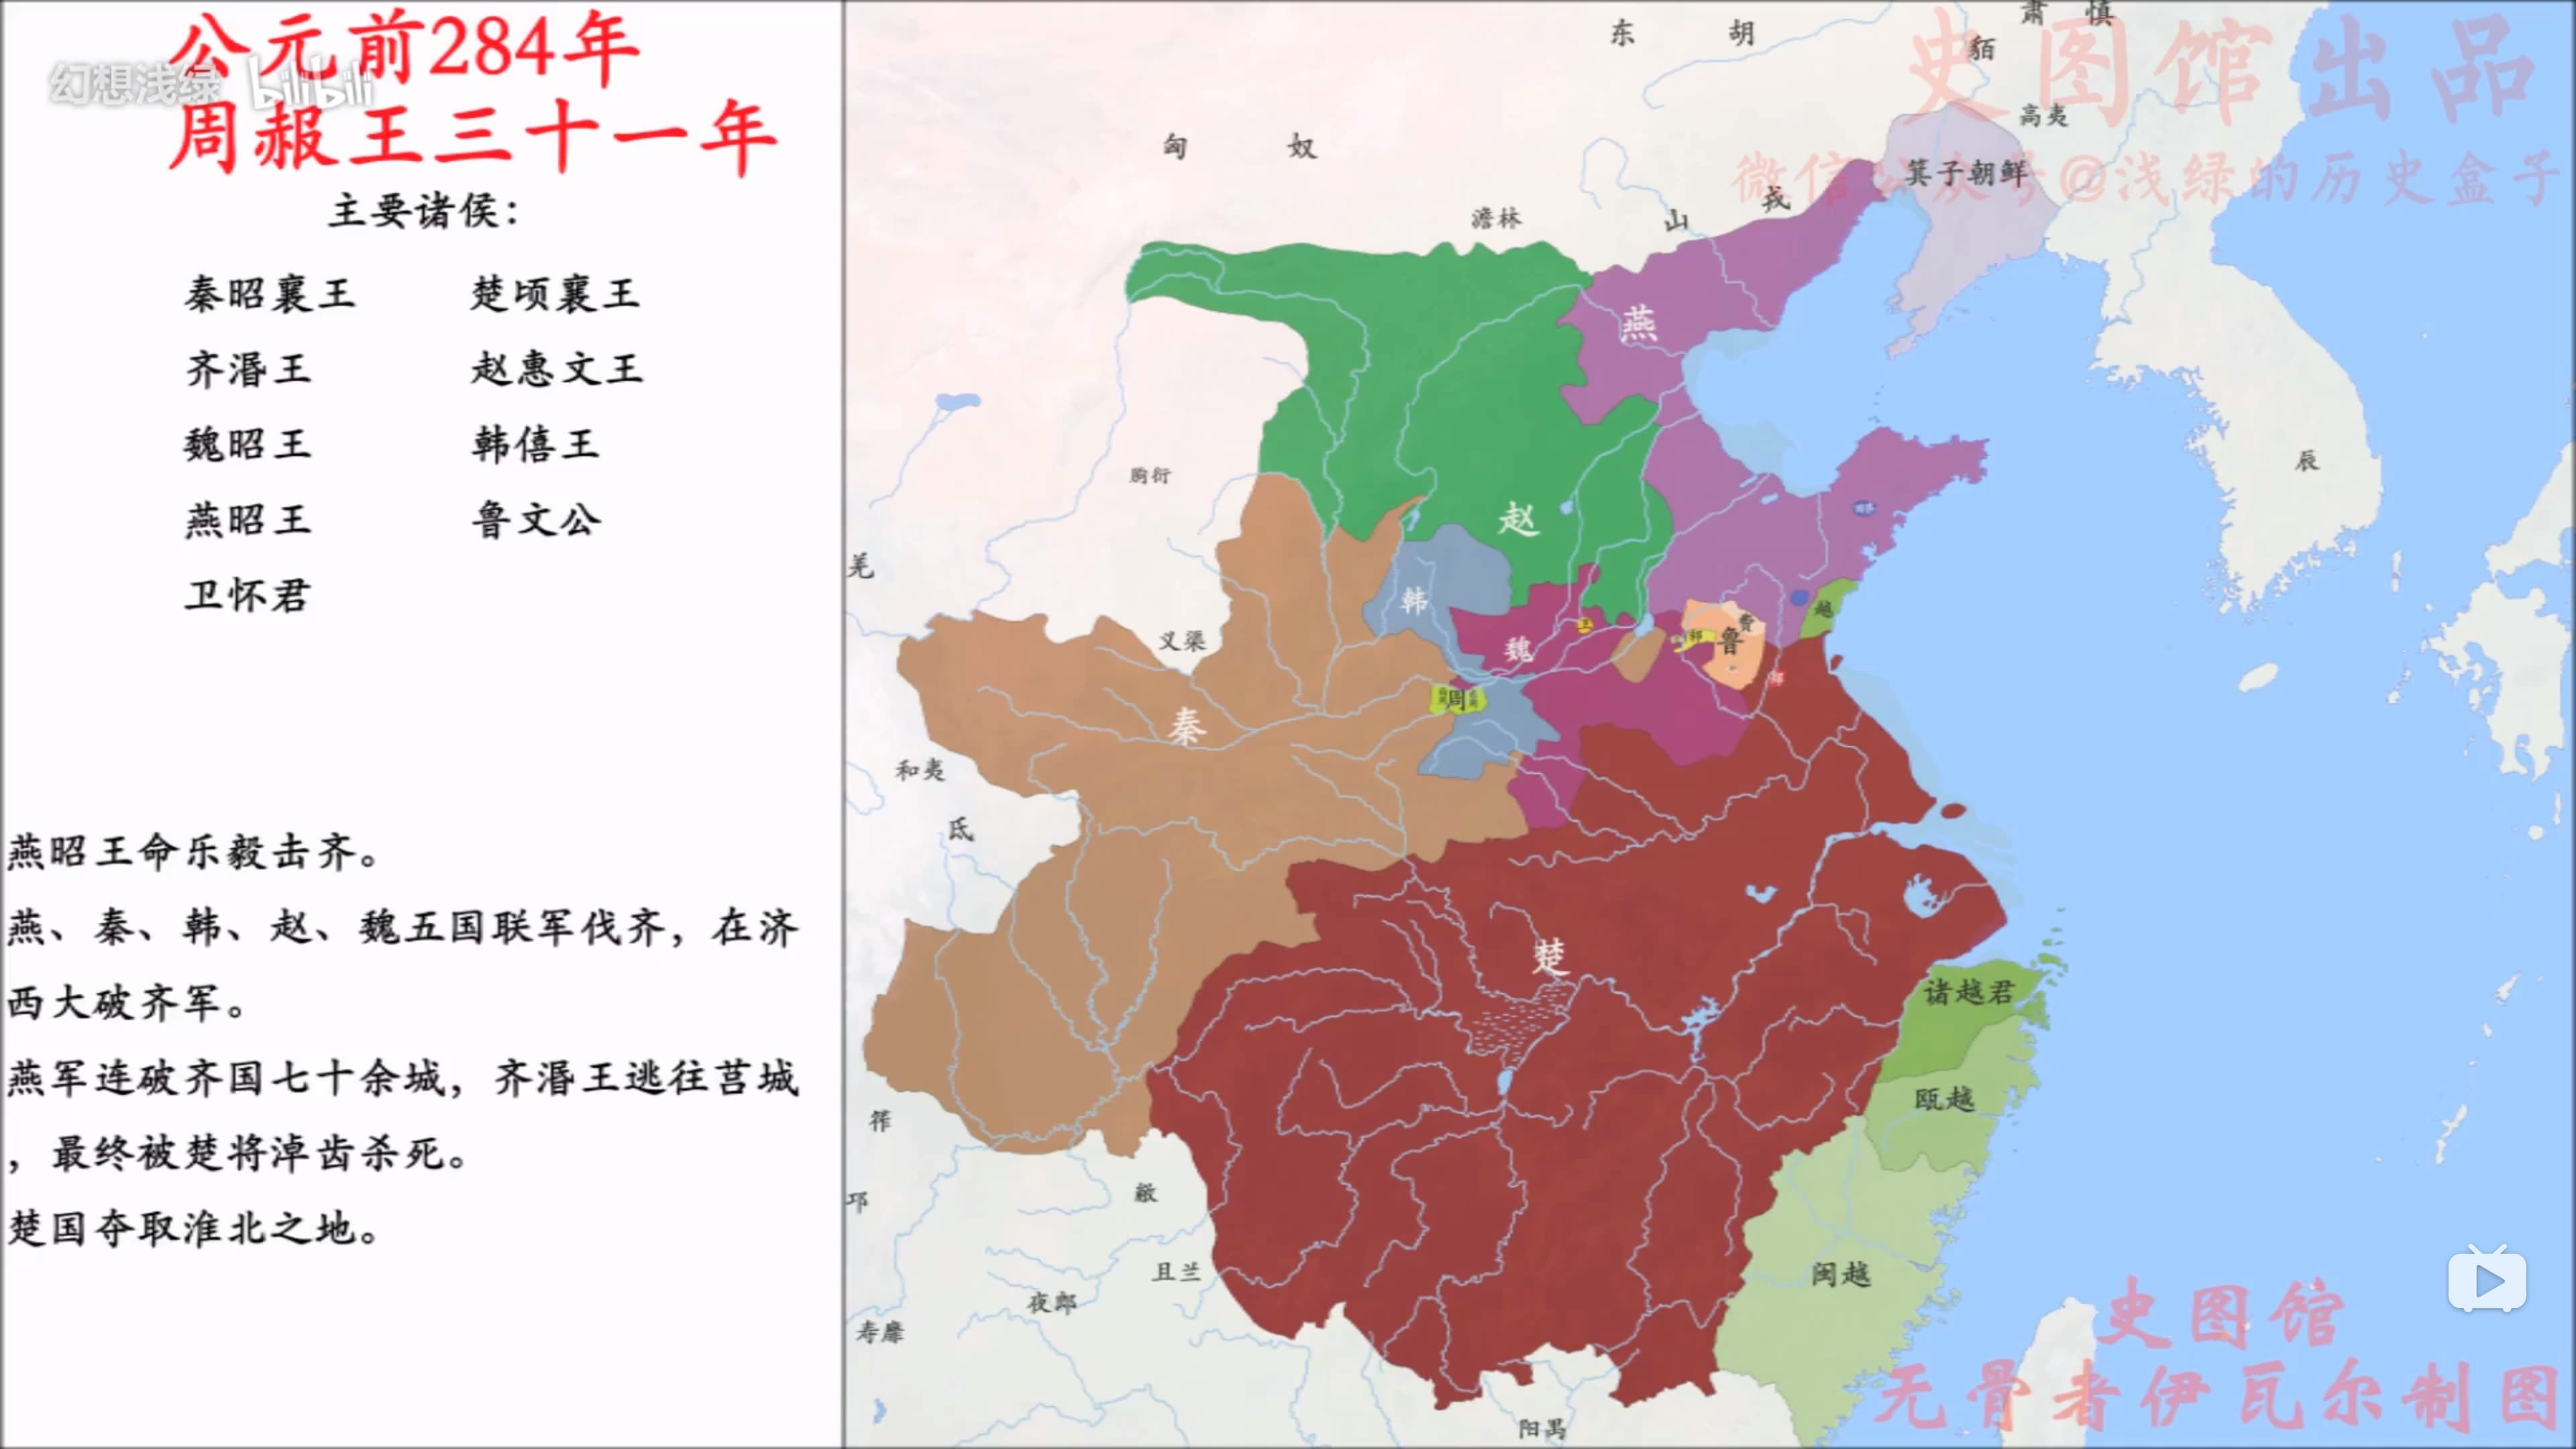 公元前284年
幻想浅绿 bilibili
周赧王三十一年
主要诸侯：
秦昭襄王 楚顷襄王
齐湣王 赵惠文王
魏昭王 韩僖王
燕昭王 鲁文公
卫怀君
燕昭王命乐毅击齐。
燕、秦、韩、赵、魏五国联军伐齐，在济
西大破齐军。
燕军连破齐国七十余城，齐湣王逃往莒城
，最终被楚将淖齿杀死。
楚国夺取淮北之地。
肃慎
东胡
貊
史图馆出品
高夷
匈奴
箕子朝鲜
微信公众号@浅绿的历史盒子
山戎
澹林
燕
辰
朐衍
赵
羌
韩
越
卫
费
义渠
魏
邾
鲁
郯
周
秦
和夷
氐
楚
诸越君
瓯越
筰
邛
鄨
闽越
且兰
夜郎
寿靡
阳禺
史图馆
无骨者伊瓦尔制图